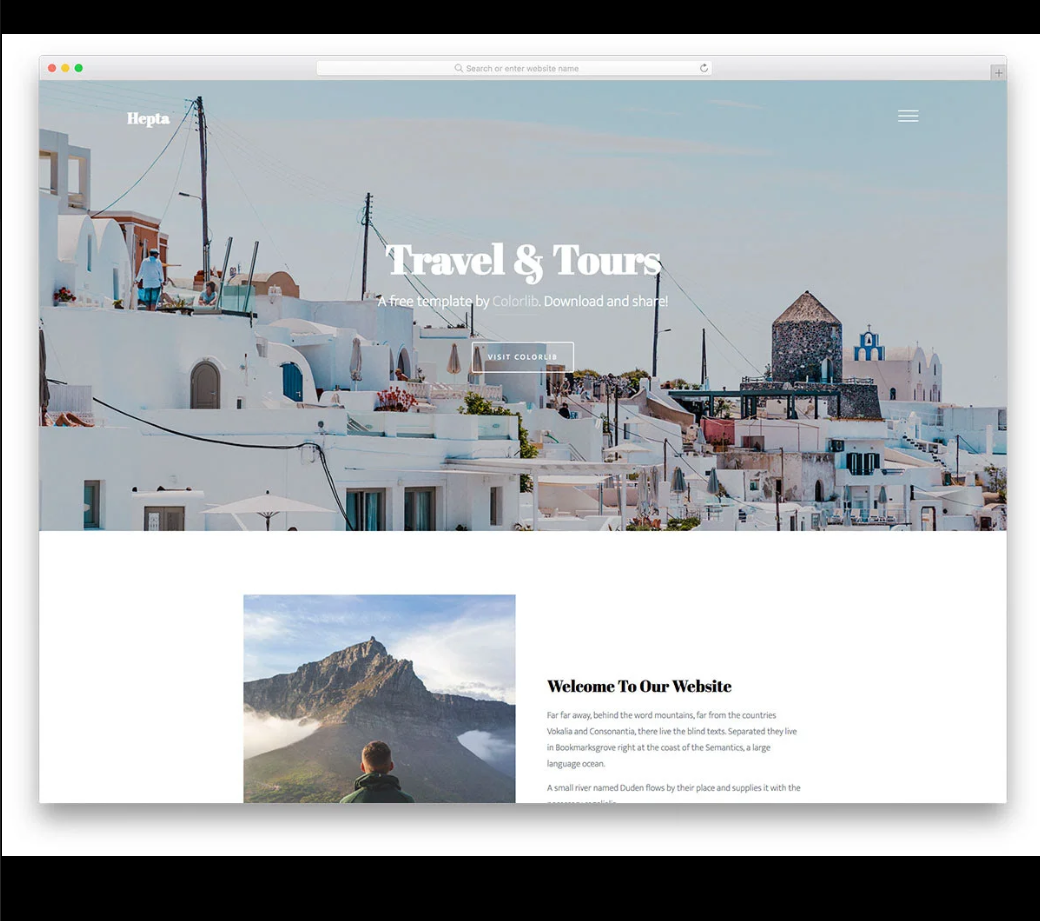 Search or enter website name
Hepta
Travel & Tours
A free template by Colorlib. Download and share!
VISIT COLORLIB
Welcome To Our Website
Far far away, behind the word mountains, far from the countries
Vokalia and Consonantia, there live the blind texts. Separated they live
in Bookmarksgrove right at the coast of the Semantics, a large
language ocean.
A small river named Duden flows by their place and supplies it with the